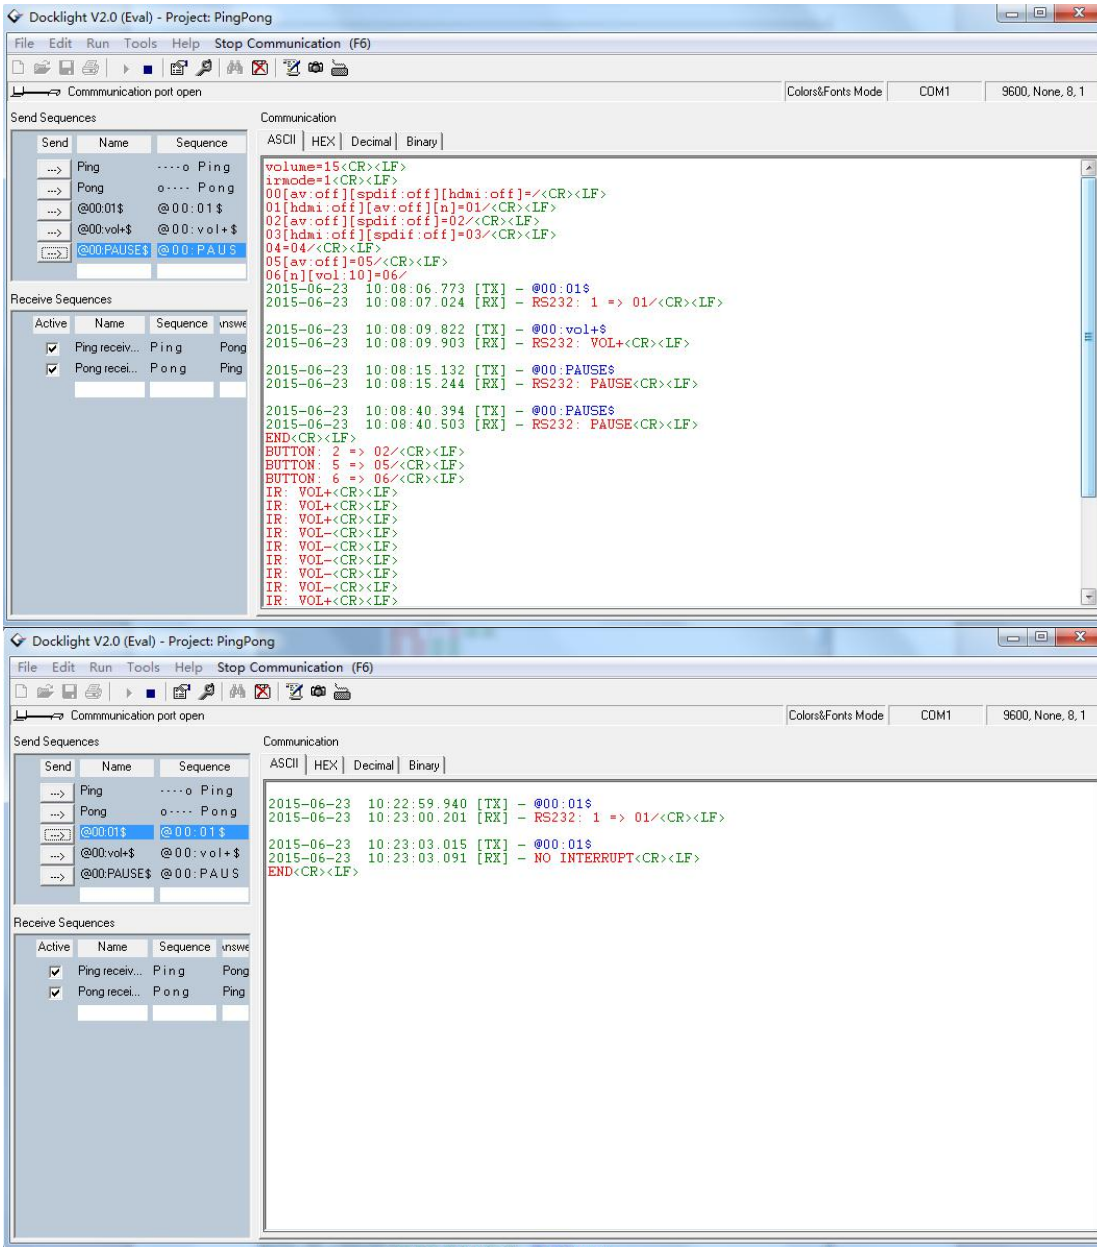 Docklight V2.0 (Eval) - Project: PingPong
File Edit Run Tools Help Stop Communication (F6)
Commmunication port open Colors&Fonts Mode COM1 9600, None, 8, 1
Send Sequences
Send Name Sequence
---> Ping ----o Ping
---> Pong o---- Pong
---> @00:01$ @00:01$
---> @00:vol+$ @00:vol+$
---> @00:PAUSE$ @00:PAUS
Receive Sequences
Active Name Sequence Answe
Ping receiv... Ping Pong
Pong recei... Pong Ping
Communication
ASCII HEX Decimal Binary
volume=15<CR><LF>
irmode=1<CR><LF>
00[av:off][spdif:off][hdmi:off]=/<CR><LF>
01[hdmi:off][av:off][n]=01/<CR><LF>
02[av:off][spdif:off]=02/<CR><LF>
03[hdmi:off][spdif:off]=03/<CR><LF>
04=04/<CR><LF>
05[av:off]=05/<CR><LF>
06[n][vol:10]=06/
2015-06-23 10:08:06.773 [TX] - @00:01$
2015-06-23 10:08:07.024 [RX] - RS232: 1 => 01/<CR><LF>
2015-06-23 10:08:09.822 [TX] - @00:vol+$
2015-06-23 10:08:09.903 [RX] - RS232: VOL+<CR><LF>
2015-06-23 10:08:15.132 [TX] - @00:PAUSE$
2015-06-23 10:08:15.244 [RX] - RS232: PAUSE<CR><LF>
2015-06-23 10:08:40.394 [TX] - @00:PAUSE$
2015-06-23 10:08:40.503 [RX] - RS232: PAUSE<CR><LF>
END<CR><LF>
BUTTON: 2 => 02/<CR><LF>
BUTTON: 5 => 05/<CR><LF>
BUTTON: 6 => 06/<CR><LF>
IR: VOL+<CR><LF>
IR: VOL+<CR><LF>
IR: VOL+<CR><LF>
IR: VOL-<CR><LF>
IR: VOL-<CR><LF>
IR: VOL-<CR><LF>
IR: VOL-<CR><LF>
IR: VOL-<CR><LF>
IR: VOL+<CR><LF>
Docklight V2.0 (Eval) - Project: PingPong
File Edit Run Tools Help Stop Communication (F6)
Commmunication port open Colors&Fonts Mode COM1 9600, None, 8, 1
Send Sequences
Send Name Sequence
---> Ping ----o Ping
---> Pong o---- Pong
---> @00:01$ @00:01$
---> @00:vol+$ @00:vol+$
---> @00:PAUSE$ @00:PAUS
Receive Sequences
Active Name Sequence Answe
Ping receiv... Ping Pong
Pong recei... Pong Ping
Communication
ASCII HEX Decimal Binary
2015-06-23 10:22:59.940 [TX] - @00:01$
2015-06-23 10:23:00.201 [RX] - RS232: 1 => 01/<CR><LF>
2015-06-23 10:23:03.015 [TX] - @00:01$
2015-06-23 10:23:03.091 [RX] - NO INTERRUPT<CR><LF>
END<CR><LF>